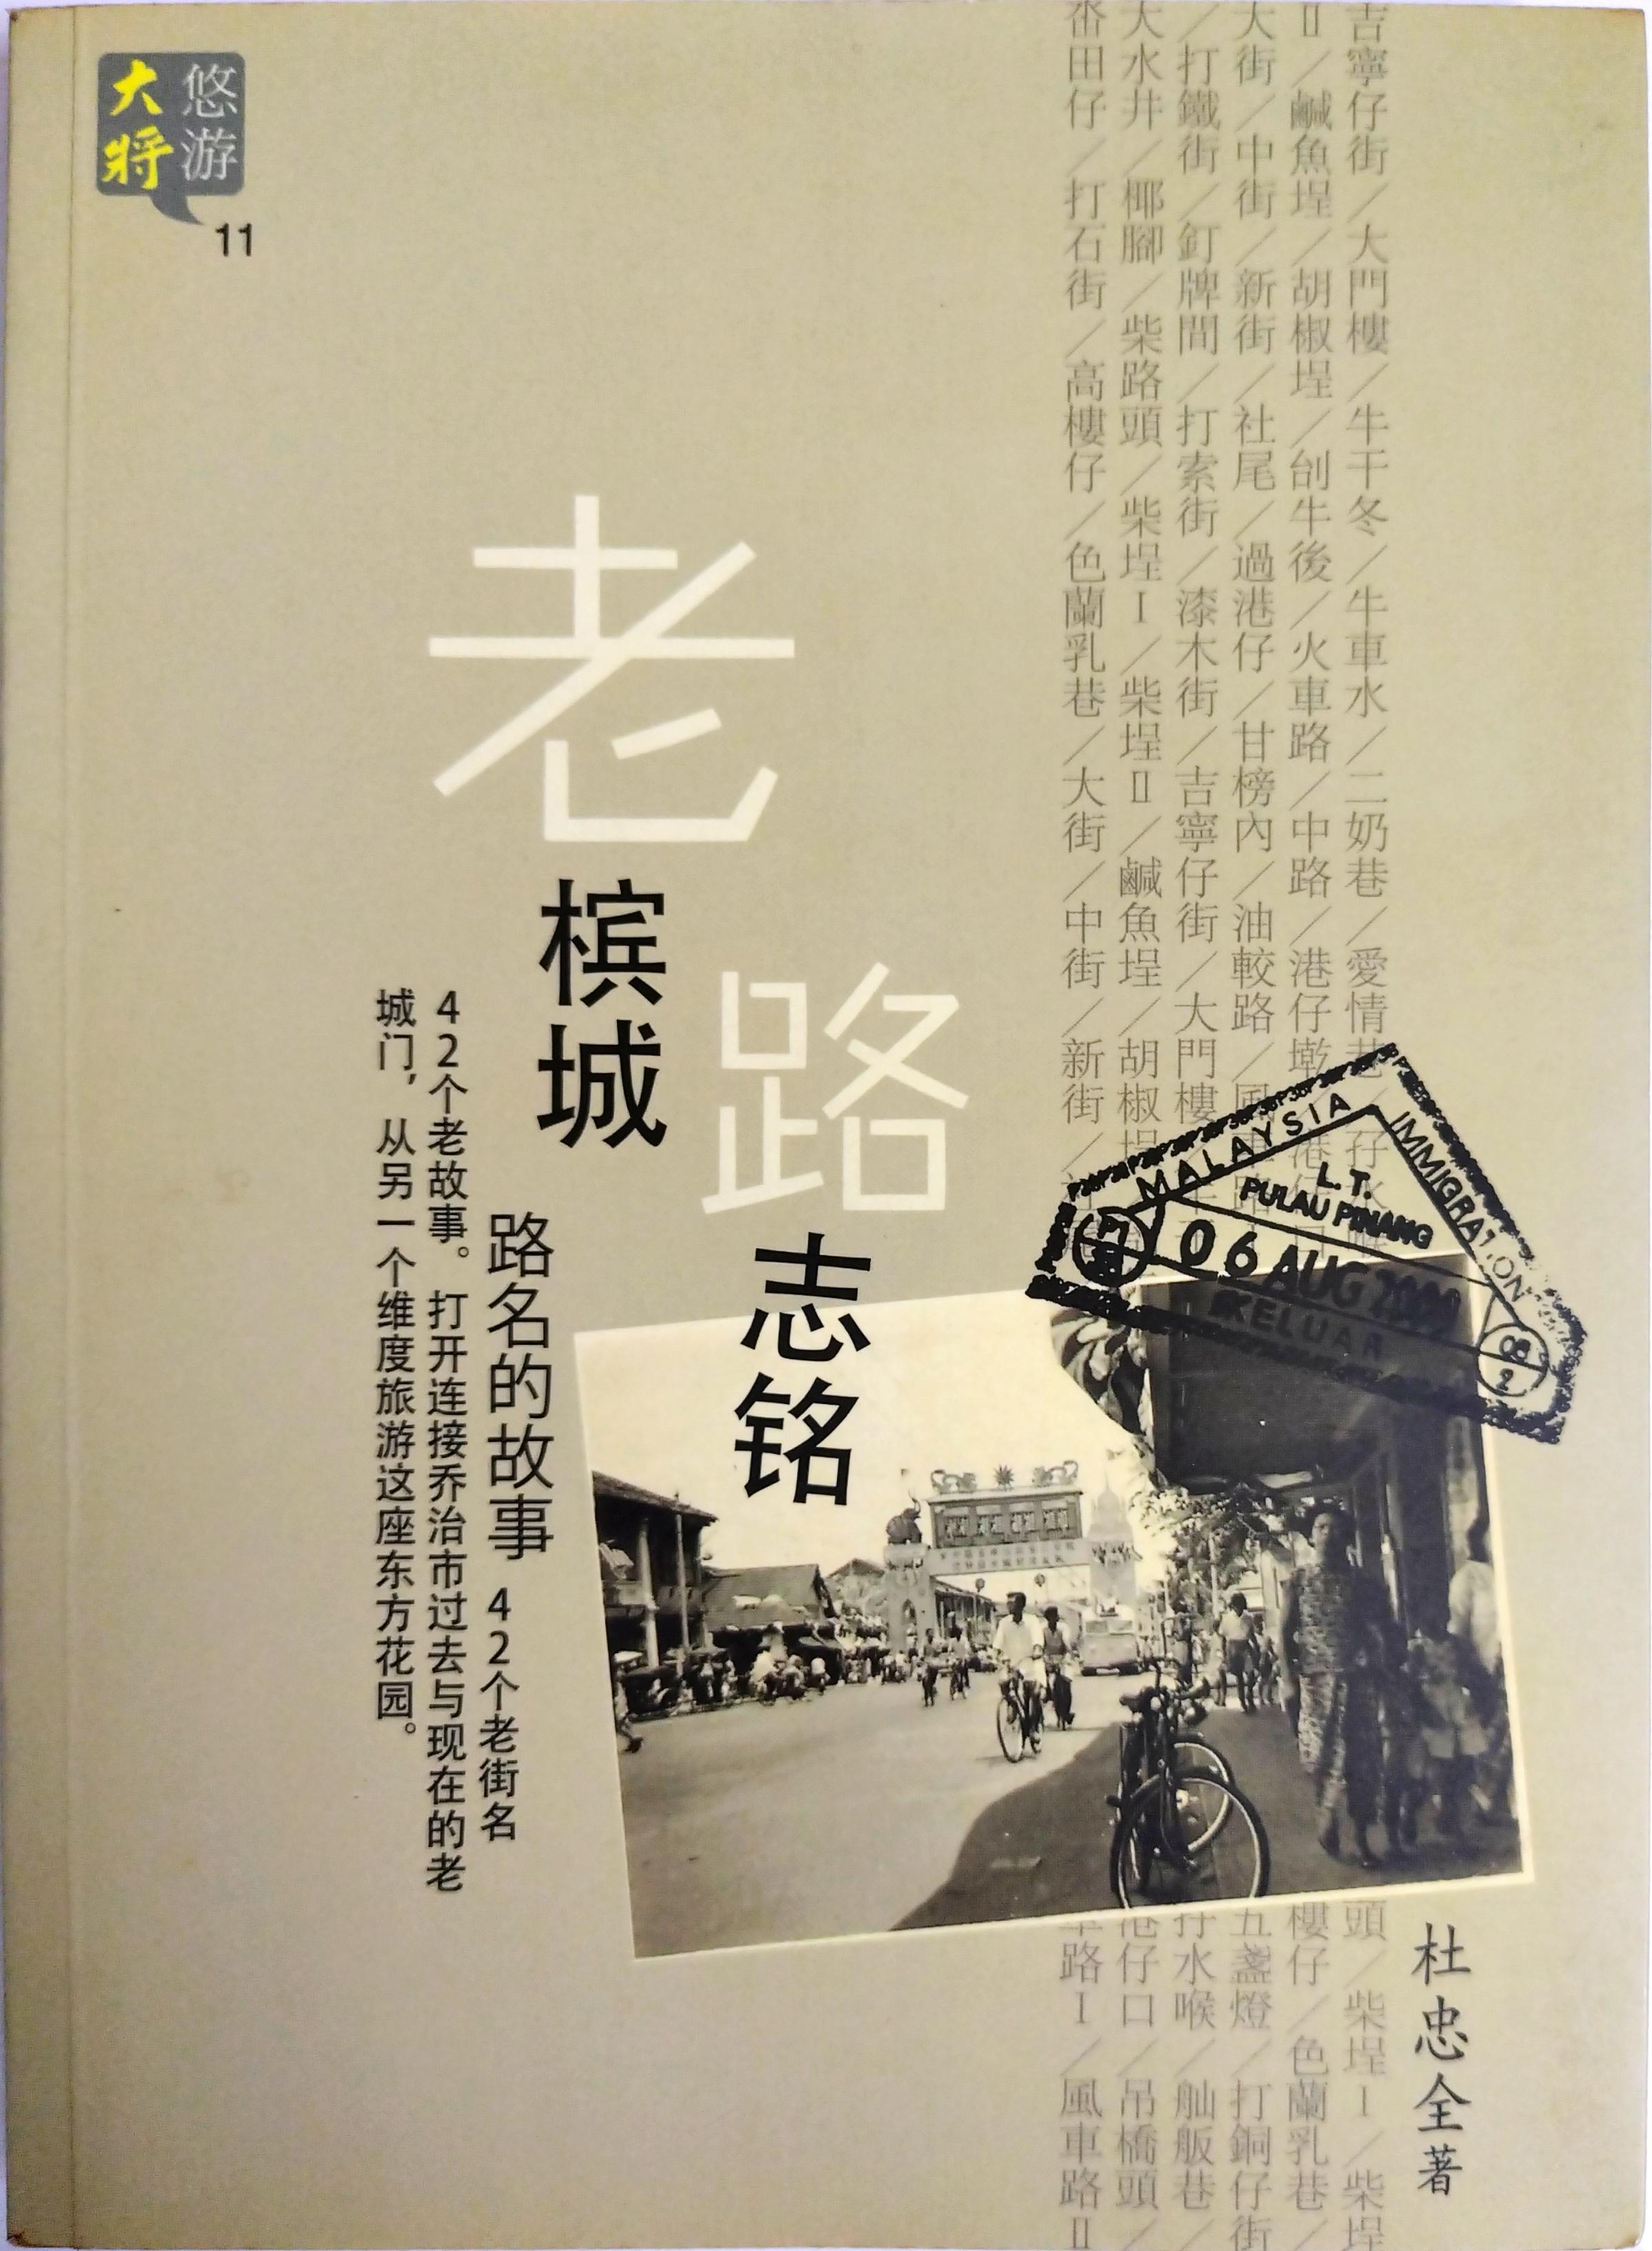 大将
悠游
11
老槟城
路志铭
路名的故事 42个老街名
42个老故事。打开连接乔治市过去与现在的老
城门，从另一个维度旅游这座东方花园。
杜忠全 著
吉寧仔街／大門樓／牛干冬／牛車水／二奶巷／愛情巷／
Ⅱ／鹹魚埕／胡椒埕／刣牛後／火車路／中路／港仔墘
大街／中街／新街／社尾／過港仔／甘榜內／油較路／風
／打鐵街／釘牌間／打索街／漆木街／吉寧仔街／大門樓
大水井／椰腳／柴路頭／柴埕Ⅰ／柴埕Ⅱ／鹹魚埕／胡椒埕
畓田仔／打石街／高樓仔／色蘭乳巷／大街／中街／新街／
頭／柴埕Ⅰ／柴埕
樓仔／色蘭乳巷／
五盞燈／打銅仔街
仔水喉／舢舨巷／
港仔口／吊橋頭／
車路Ⅰ／風車路Ⅱ
MALAYSIA
IMMIGRATION
L.T.
PULAU PINANG
06 AUG
KELUAR
08
2